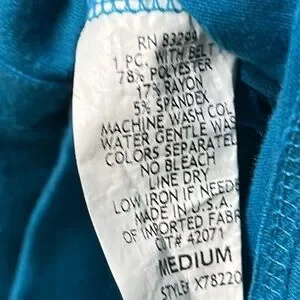 RN 83294
1 PC. WITH BELT
78% POLYESTER
17% RAYON
5% SPANDEX
MACHINE WASH COL
WATER GENTLE WAS
COLORS SEPARATEL
NO BLEACH
LINE DRY
LOW IRON IF NEEDE
MADE IN U.S.A.
OF IMPORTED FABRI
CUT# 42071
MEDIUM
STYLE# X78220